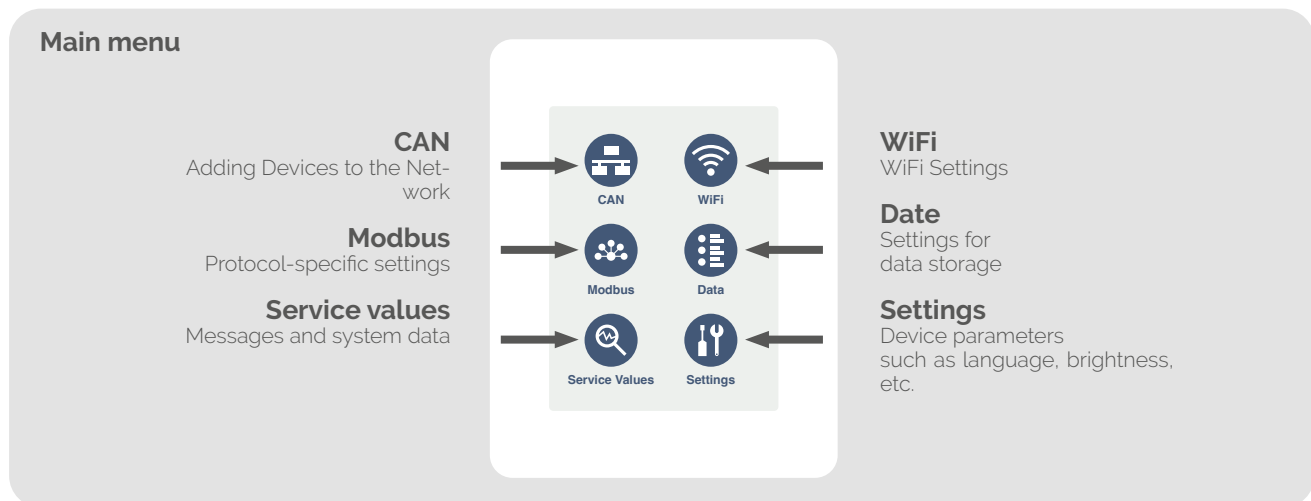 Main menu
CAN
Adding Devices to the Net-
work
Modbus
Protocol-specific settings
Service values
Messages and system data
CAN
WiFi
Modbus
Data
Service Values
Settings
WiFi
WiFi Settings
Date
Settings for
data storage
Settings
Device parameters
such as language, brightness,
etc.